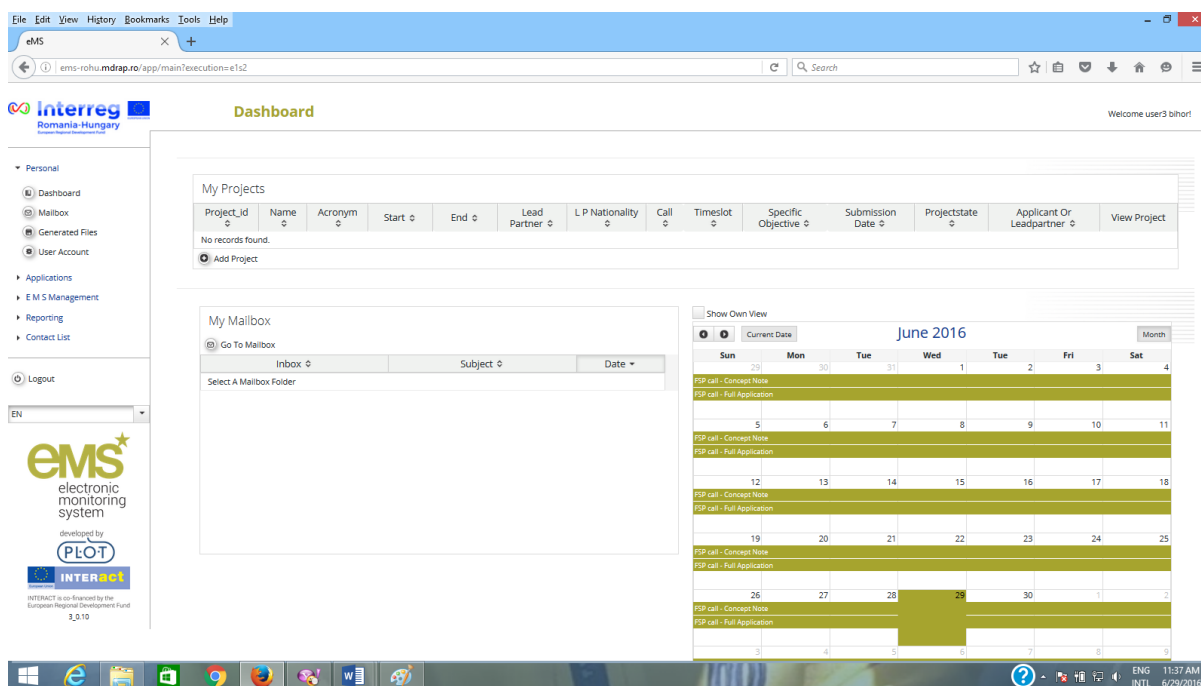 File Edit View History Bookmarks Tools Help
eMS
ems-rohu.mdrap.ro/app/main?execution=e1s2
Search
Interreg
Romania-Hungary
European Regional Development Fund
Dashboard
Welcome user3 bihor!
Personal
Dashboard
Mailbox
Generated Files
User Account
Applications
E M S Management
Reporting
Contact List
Logout
EN
eMS
electronic
monitoring
system
developed by
PLOT
INTERact
INTERACT is co-financed by the
European Regional Development Fund
3_0.10
My Projects
Project_id Name Acronym Start End Lead Partner L P Nationality Call Timeslot Specific Objective Submission Date Projectstate Applicant Or Leadpartner View Project
No records found.
Add Project
My Mailbox
Go To Mailbox
Inbox Subject Date
Select A Mailbox Folder
Show Own View
Current Date June 2016 Month
Sun Mon Tue Wed Tue Fri Sat
29 30 31 1 2 3 4
FSP call - Concept Note
FSP call - Full Application
5 6 7 8 9 10 11
FSP call - Concept Note
FSP call - Full Application
12 13 14 15 16 17 18
FSP call - Concept Note
FSP call - Full Application
19 20 21 22 23 24 25
FSP call - Concept Note
FSP call - Full Application
26 27 28 29 30 1 2
FSP call - Concept Note
FSP call - Full Application
3 4 5 6 7 8 9
ENG 11:37 AM
INTL 6/29/2016